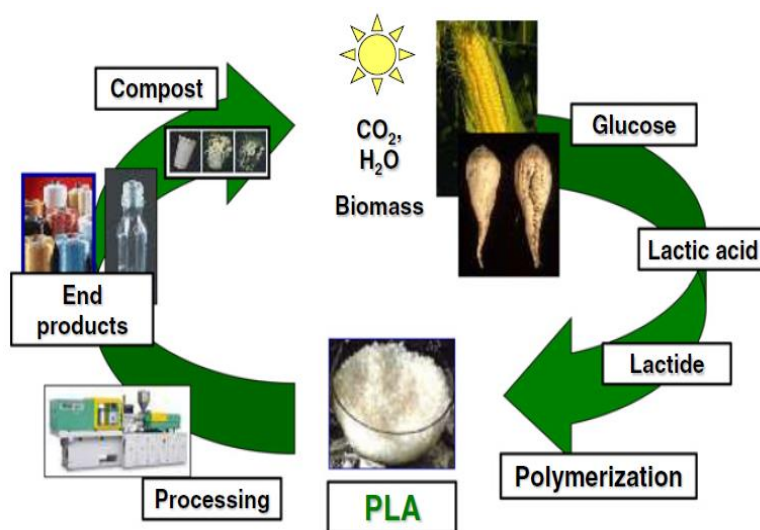 Compost
CO₂,
H₂O
Biomass
Glucose
Lactic acid
Lactide
Polymerization
PLA
Processing
End
products